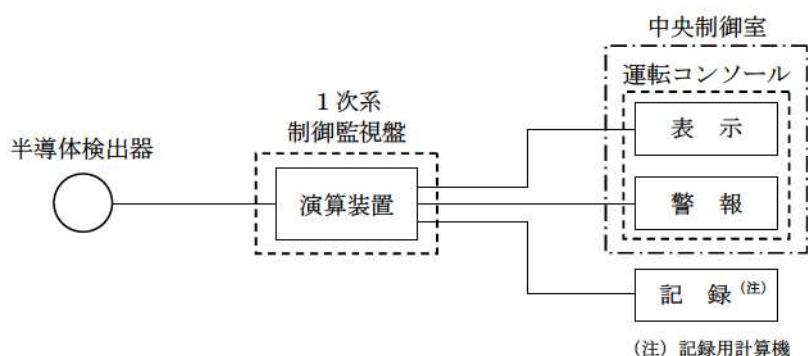 中央制御室
運転コンソール
1次系
制御監視盤
半導体検出器
表 示
演算装置
警 報
記 録 (注)
(注) 記録用計算機